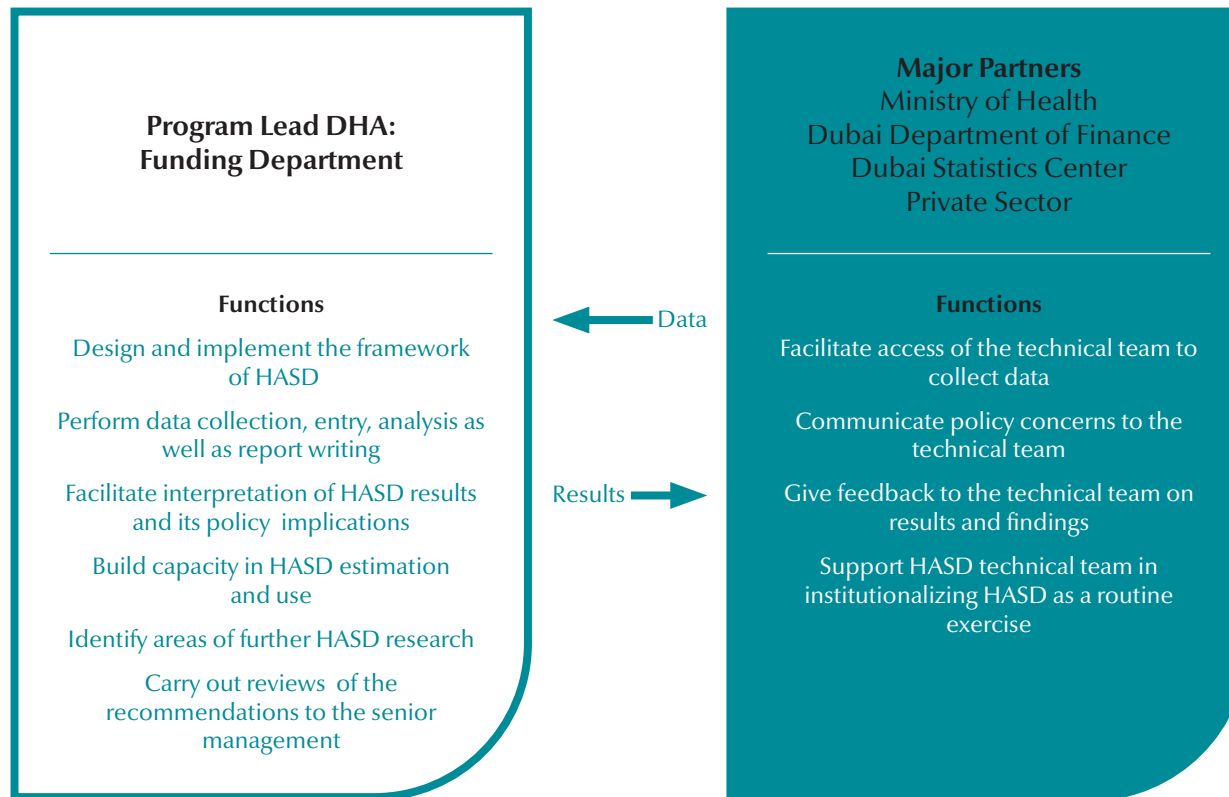 Program Lead DHA:
Funding Department
Functions
Design and implement the framework
of HASD
Perform data collection, entry, analysis as
well as report writing
Facilitate interpretation of HASD results
and its policy implications
Build capacity in HASD estimation
and use
Identify areas of further HASD research
Carry out reviews of the
recommendations to the senior
management
Data
Results
Major Partners
Ministry of Health
Dubai Department of Finance
Dubai Statistics Center
Private Sector
Functions
Facilitate access of the technical team to
collect data
Communicate policy concerns to the
technical team
Give feedback to the technical team on
results and findings
Support HASD technical team in
institutionalizing HASD as a routine
exercise